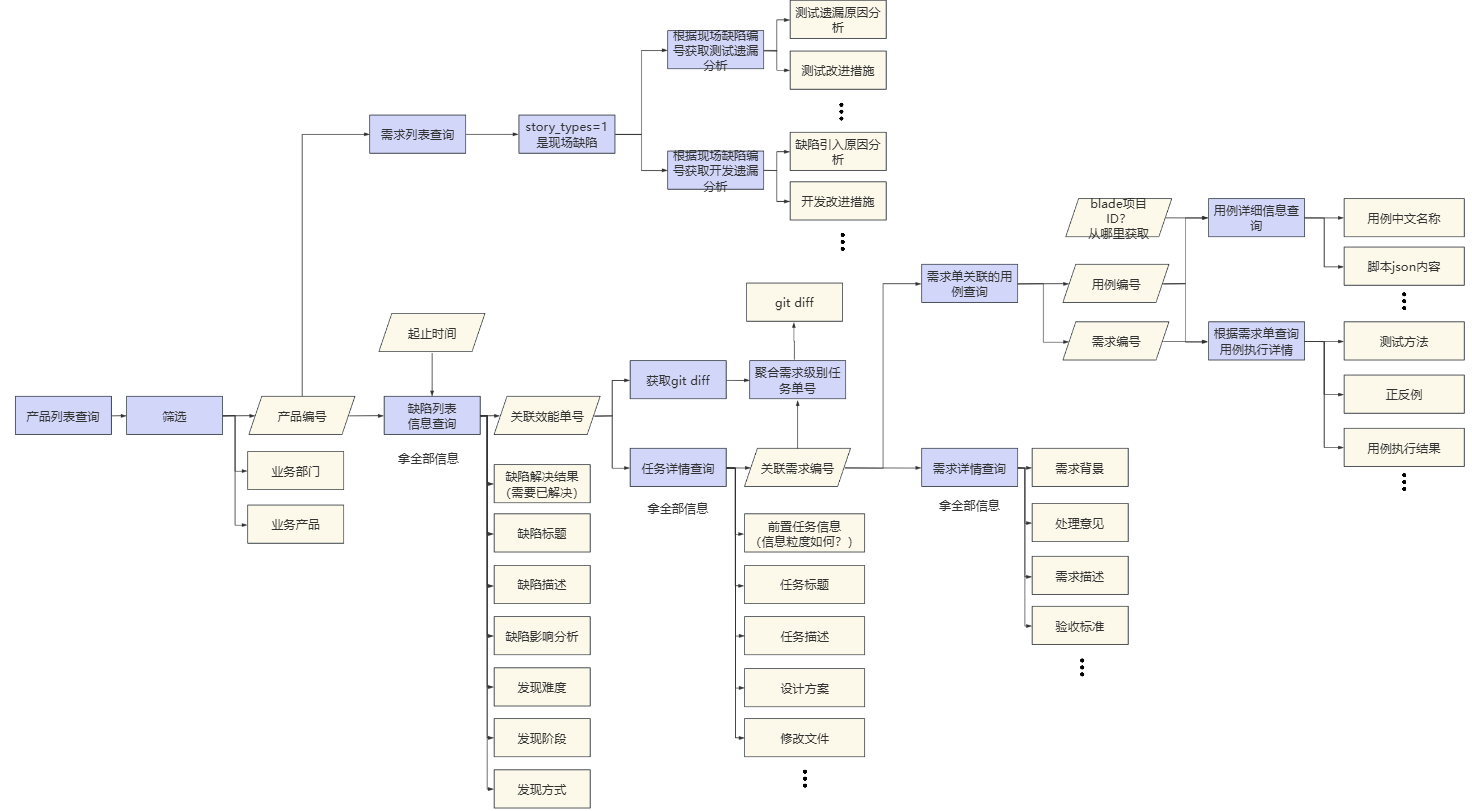 测试遗漏原因分
析
根据现场缺陷编
号获取测试遗漏
分析
测试改进措施
需求列表查询
story_types=1
是现场缺陷
缺陷引入原因分
析
根据现场缺陷编
号获取开发遗漏
分析
开发改进措施
blade项目
ID?
从哪里获取
用例详细信息查
询
用例中文名称
脚本json内容
需求单关联的用
例查询
用例编号
需求编号
根据需求单查询
用例执行详情
测试方法
正反例
用例执行结果
git diff
起止时间
获取git diff
聚合需求级别任
务单号
产品列表查询
筛选
产品编号
缺陷列表
信息查询
拿全部信息
关联效能单号
业务部门
业务产品
任务详情查询
拿全部信息
关联需求编号
需求详情查询
拿全部信息
需求背景
处理意见
需求描述
验收标准
缺陷解决结果
（需要已解决）
缺陷标题
缺陷描述
缺陷影响分析
发现难度
发现阶段
发现方式
前置任务信息
（信息粒度如何？）
任务标题
任务描述
设计方案
修改文件